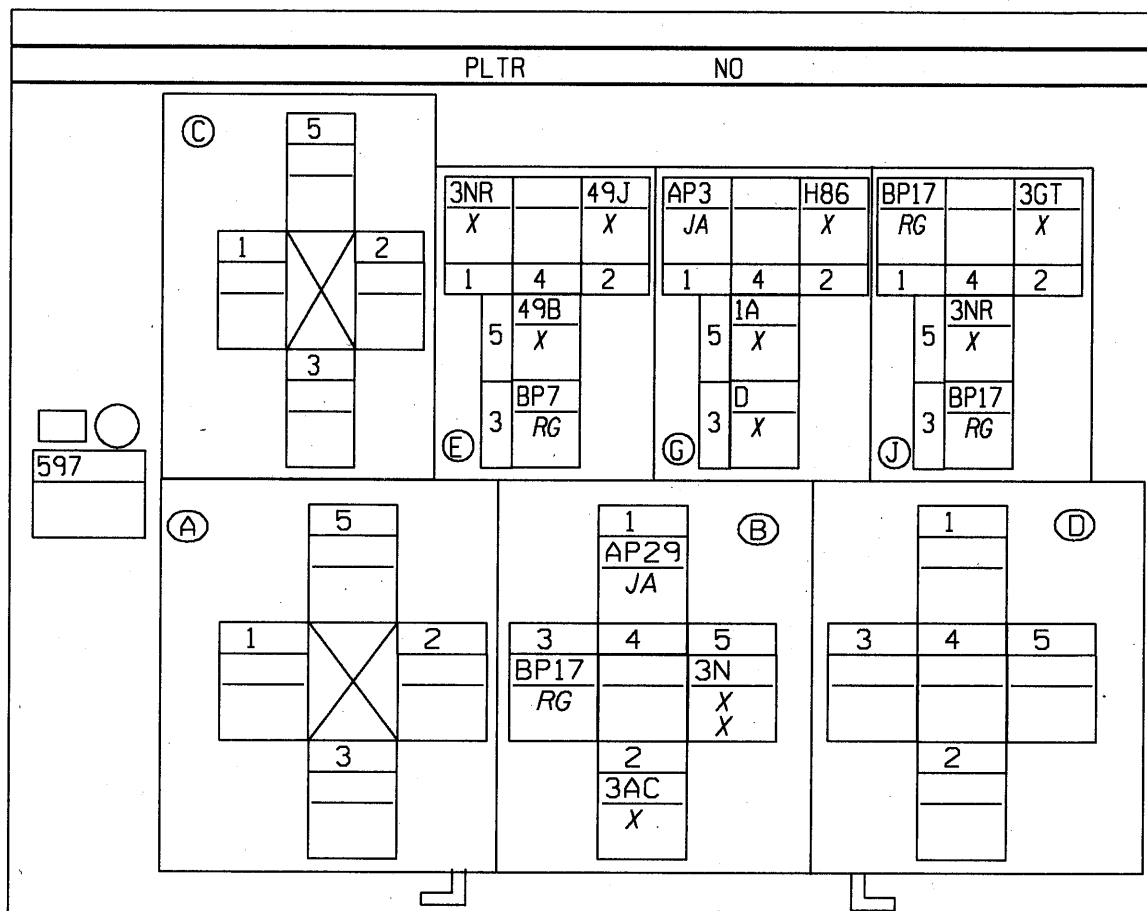 PLTR NO
C
5
1 2
3
3NR 49J
X X
1 4 2
5 49B
X
3 BP7
RG
E
AP3 H86
JA X
1 4 2
5 1A
X
3 D
X
G
BP17 3GT
RG X
1 4 2
5 3NR
X
3 BP17
RG
J
597
A
5
1 2
3
B
1
AP29
JA
3 4 5
BP17 3N
RG X
X
2
3AC
X
D
1
3 4 5
2